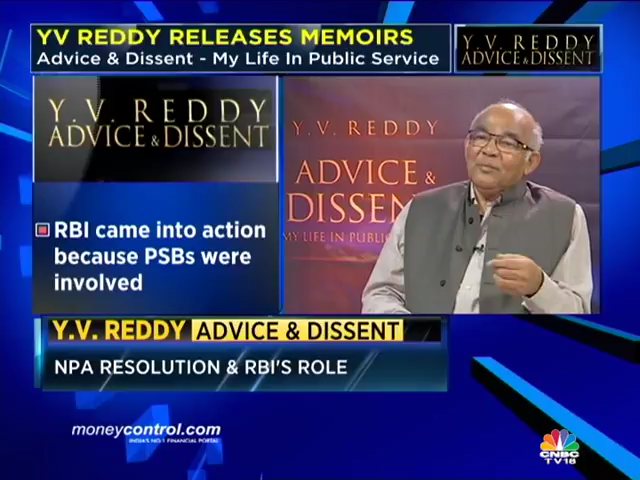 YV REDDY RELEASES MEMOIRS
Advice & Dissent - My Life In Public Service
Y.V. REDDY
ADVICE & DISSENT
Y.V. REDDY
ADVICE & DISSENT
RBI came into action
because PSBs were
involved
Y.V. REDDY
ADVICE &
DISSEN
MY LIFE IN PUBLIC
Y.V. REDDY ADVICE & DISSENT
NPA RESOLUTION & RBI'S ROLE
moneycontrol.com
INDIA'S NO.1 FINANCIAL PORTAL
CNBC
TV18